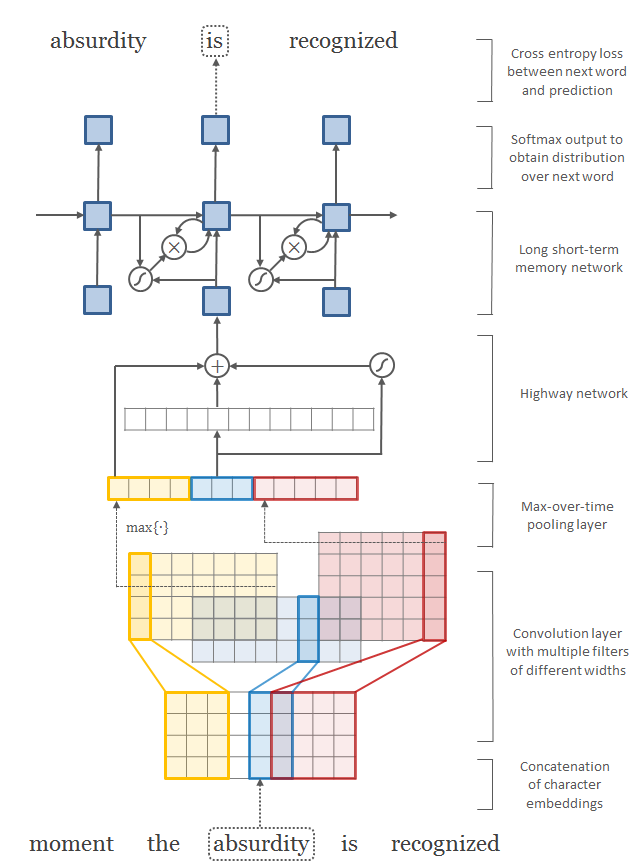 absurdity is recognized
Cross entropy loss
between next word
and prediction
Softmax output to
obtain distribution
over next word
Long short-term
memory network
Highway network
Max-over-time
pooling layer
max{·}
Convolution layer
with multiple filters
of different widths
Concatenation
of character
embeddings
moment the absurdity is recognized